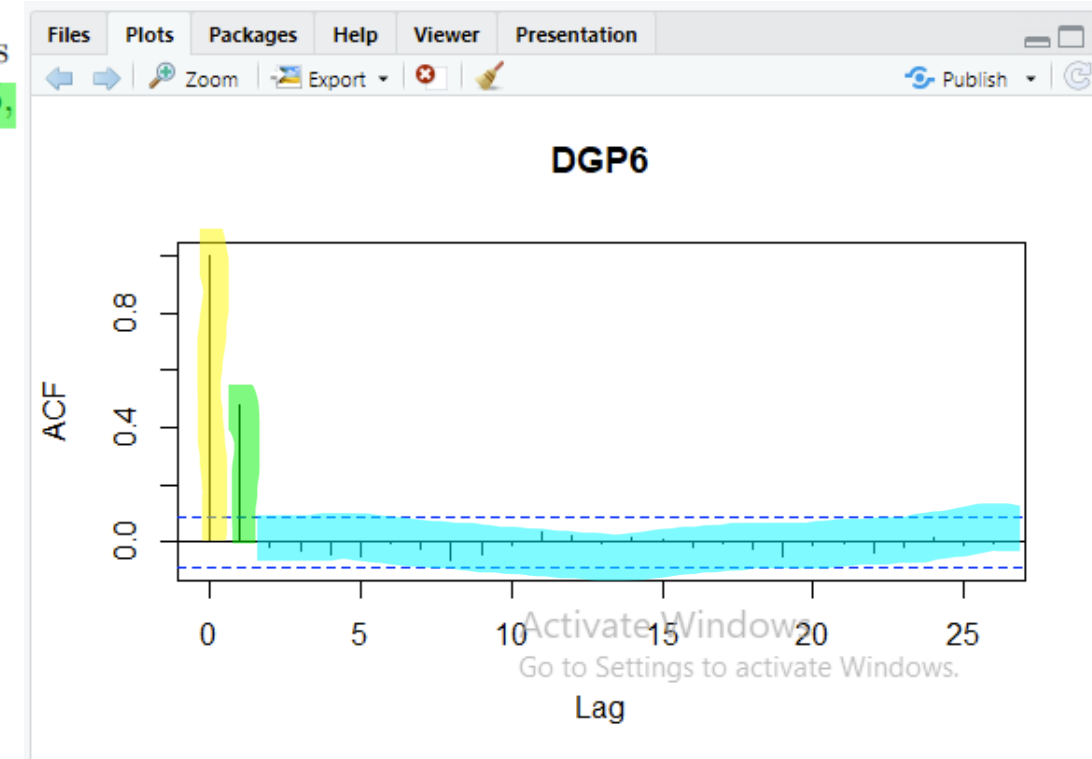 Files Plots Packages Help Viewer Presentation
s
Zoom Export Publish
,
DGP6
0.8
0.4
0.0
ACF
0 5 10 15 20 25
Activate Windows
Go to Settings to activate Windows.
Lag